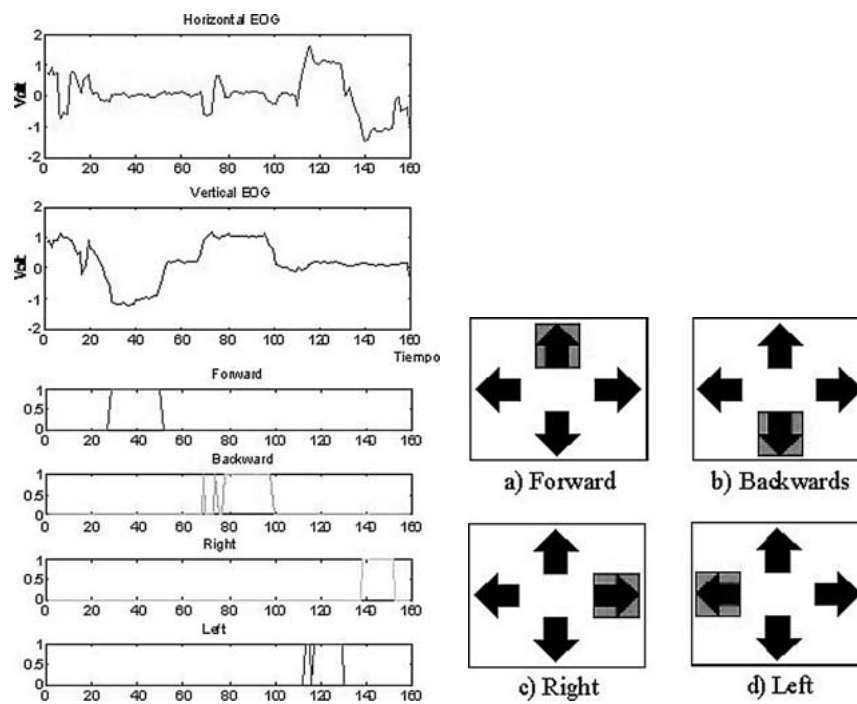 Horizontal EOG
Volt
2
1
0
-1
-2
0 20 40 60 80 100 120 140 160
Vertical EOG
Volt
2
1
0
-1
-2
0 20 40 60 80 100 120 140 160
Tiempo
Forward
1
0.5
0
0 20 40 60 80 100 120 140 160
Backward
1
0.5
0
0 20 40 60 80 100 120 140 160
Right
1
0.5
0
0 20 40 60 80 100 120 140 160
Left
1
0.5
0
0 20 40 60 80 100 120 140 160
a) Forward
b) Backwards
c) Right
d) Left